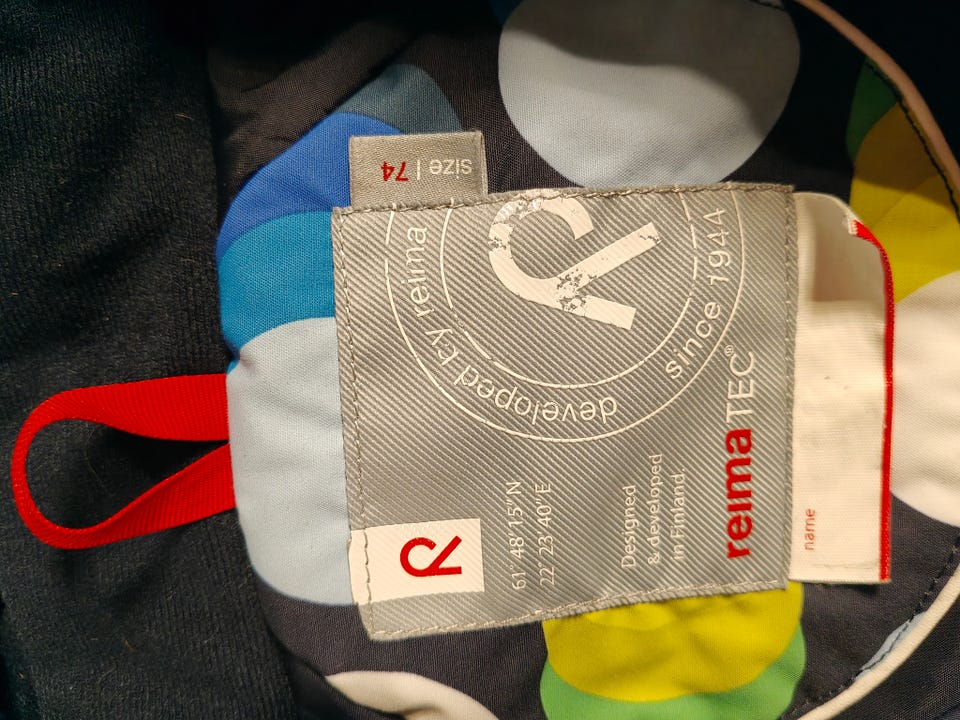 size | 74
developed by reima
since 1944
61° 48'15"N
22° 23'40"E
Designed
& developed
in Finland.
reimaTEC®
name